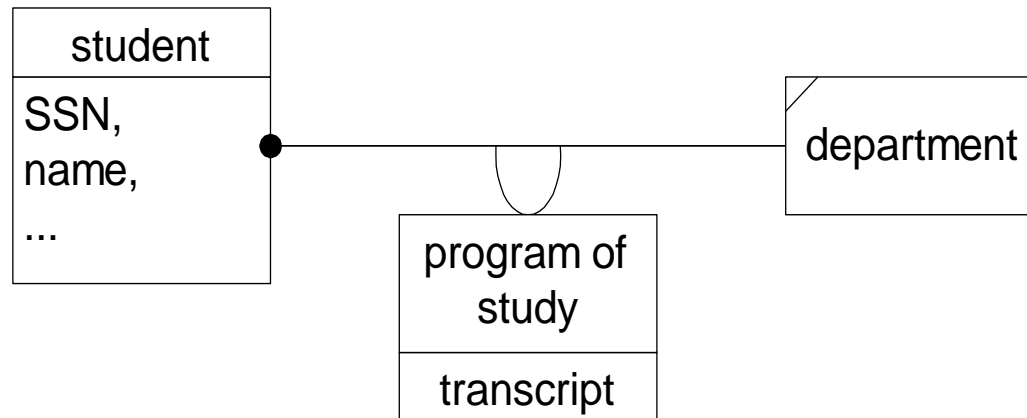 student
SSN,
name,
...
department
program of
study
transcript